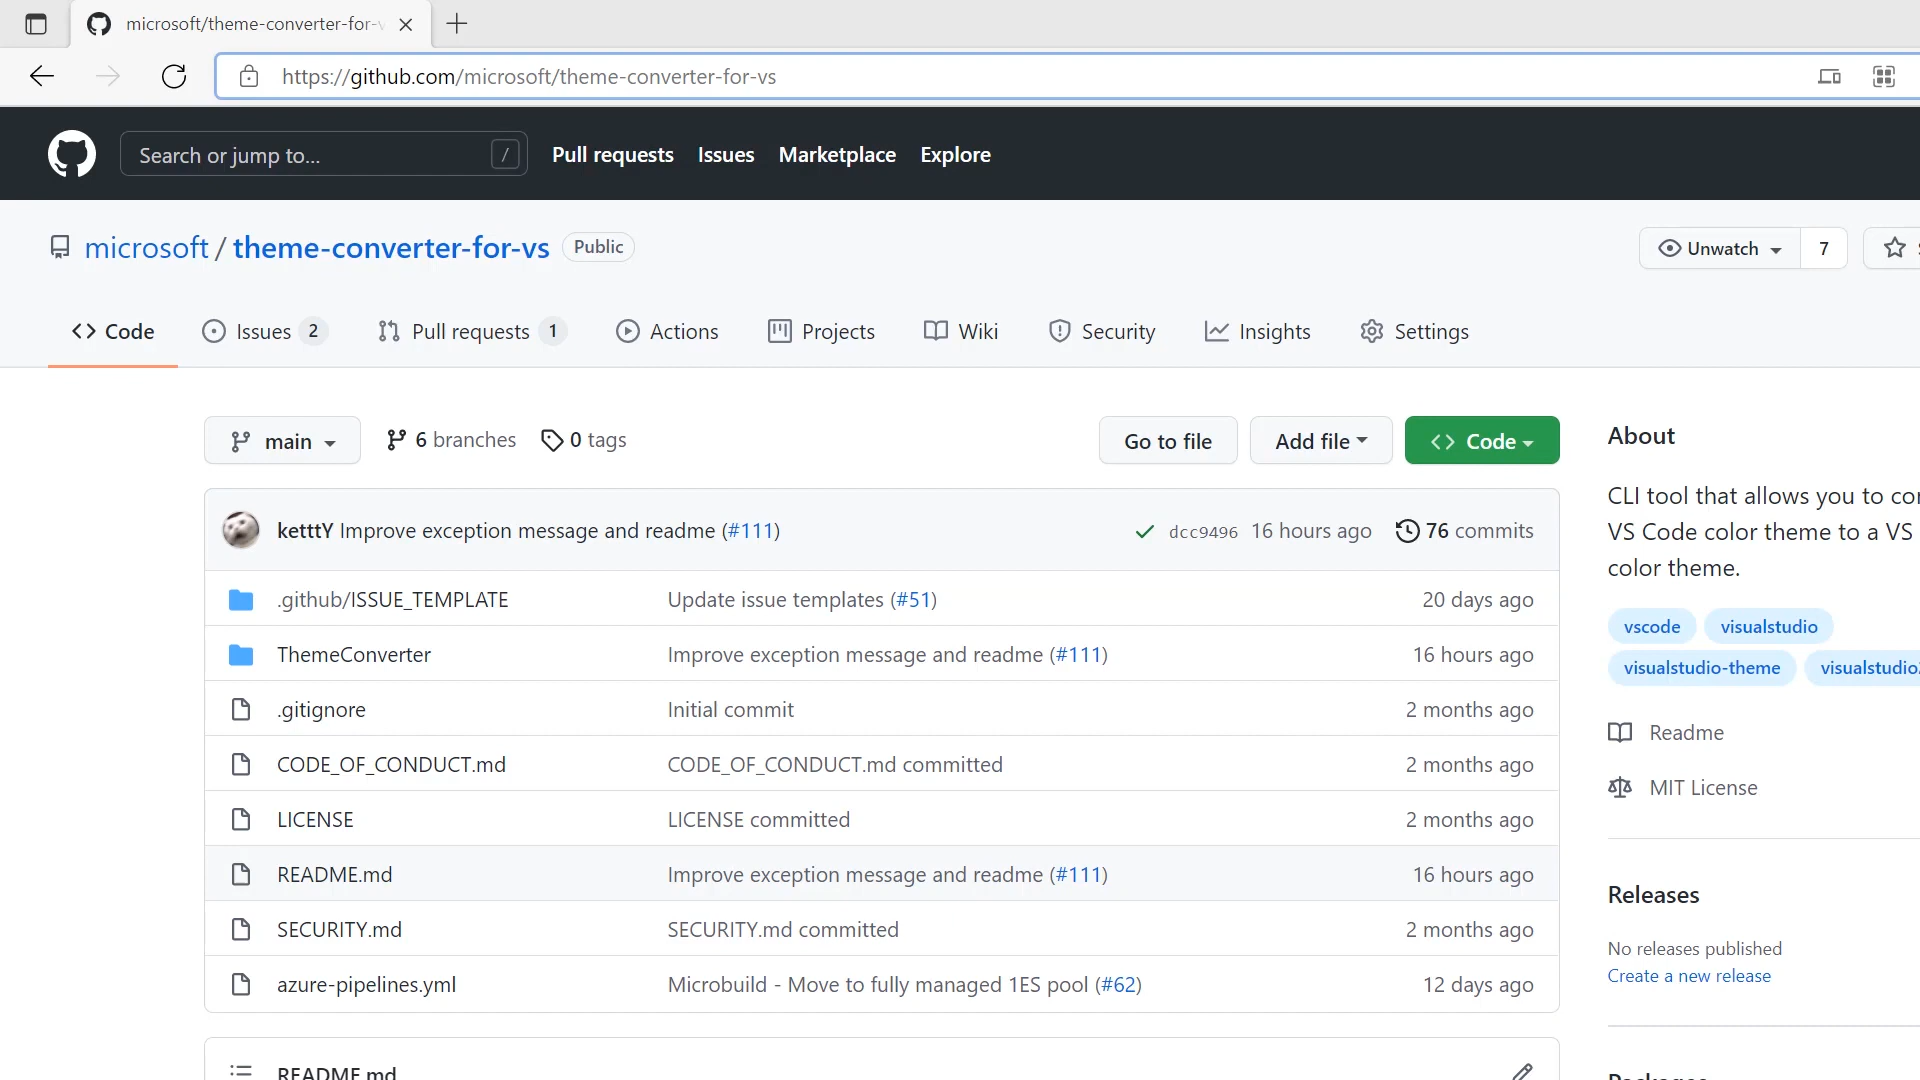 microsoft/theme-converter-for-v
https://github.com/microsoft/theme-converter-for-vs
Search or jump to... /
Pull requests Issues Marketplace Explore
microsoft / theme-converter-for-vs Public
Unwatch 7
Code Issues 2 Pull requests 1 Actions Projects Wiki Security Insights Settings
main 6 branches 0 tags Go to file Add file Code
ketttY Improve exception message and readme (#111) dcc9496 16 hours ago 76 commits
.github/ISSUE_TEMPLATE Update issue templates (#51) 20 days ago
ThemeConverter Improve exception message and readme (#111) 16 hours ago
.gitignore Initial commit 2 months ago
CODE_OF_CONDUCT.md CODE_OF_CONDUCT.md committed 2 months ago
LICENSE LICENSE committed 2 months ago
README.md Improve exception message and readme (#111) 16 hours ago
SECURITY.md SECURITY.md committed 2 months ago
azure-pipelines.yml Microbuild - Move to fully managed 1ES pool (#62) 12 days ago
README.md
About
CLI tool that allows you to co
VS Code color theme to a VS
color theme.
vscode visualstudio
visualstudio-theme visualstudio
Readme
MIT License
Releases
No releases published
Create a new release
Packages